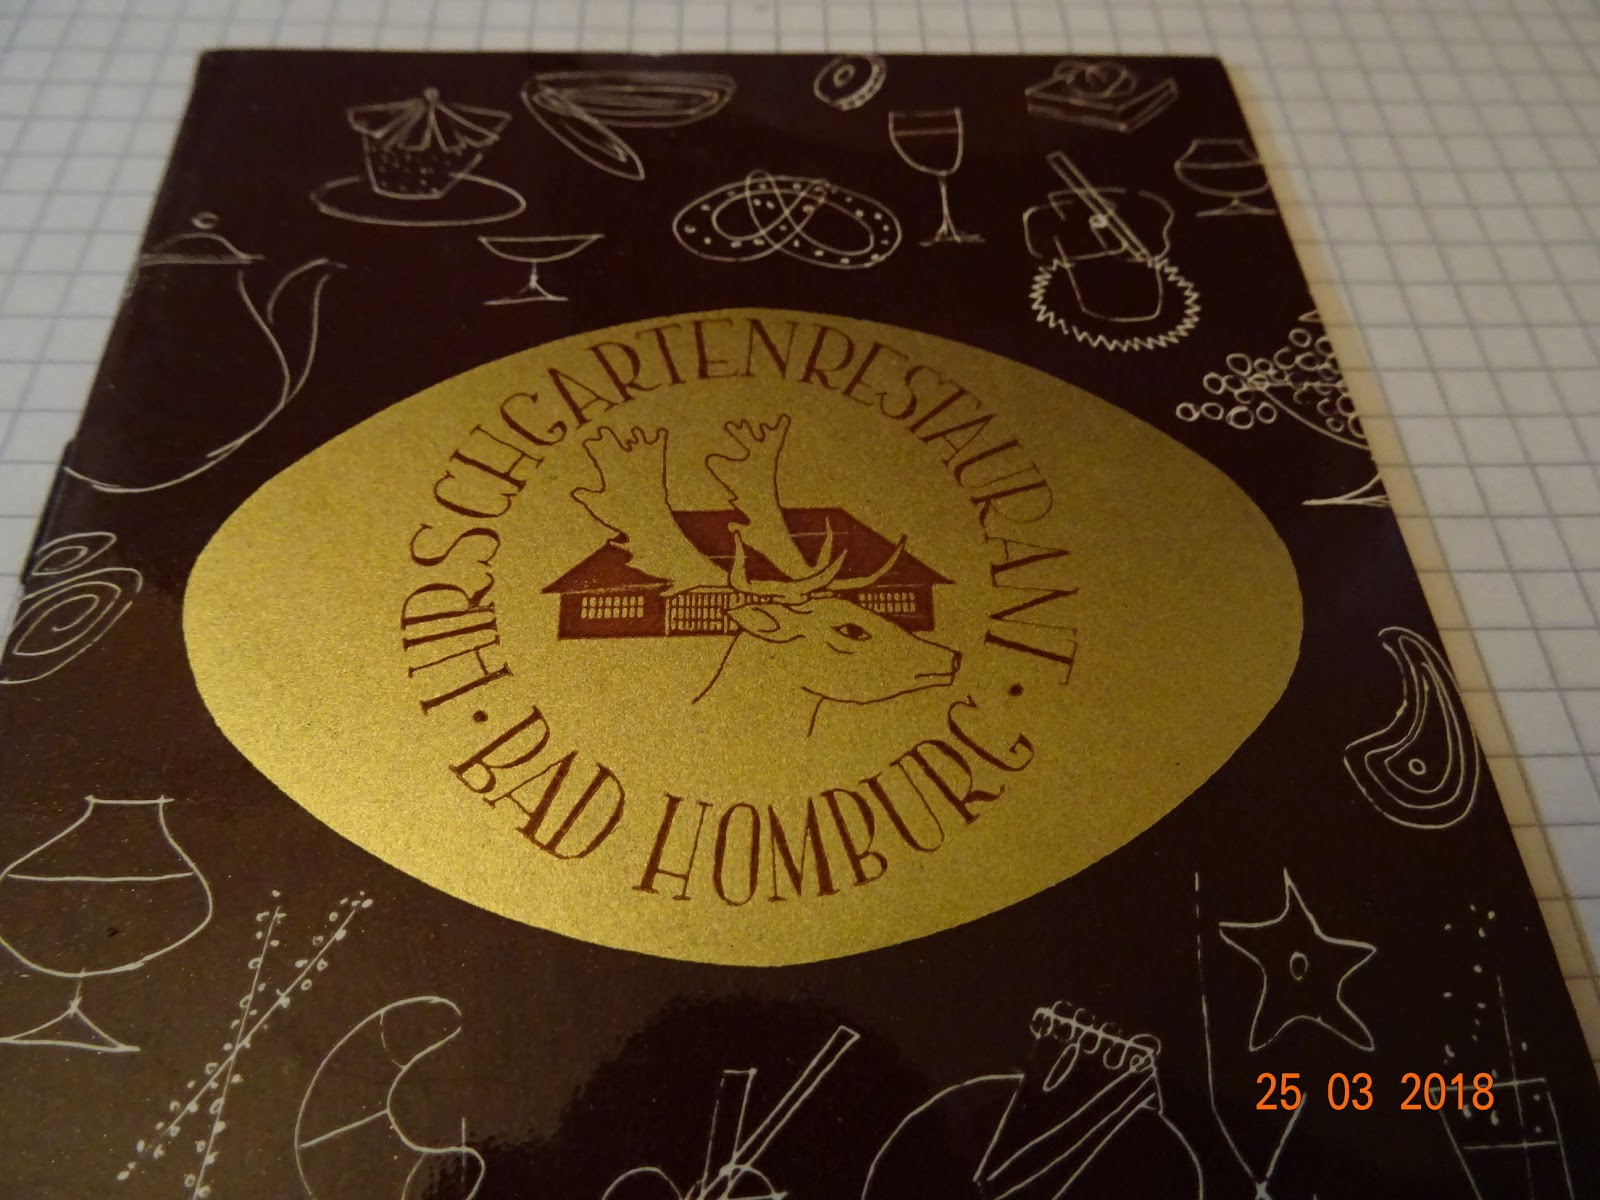 HIRSCHGARTENRESTAURANT ·
BAD HOMBURG ·
25 03 2018